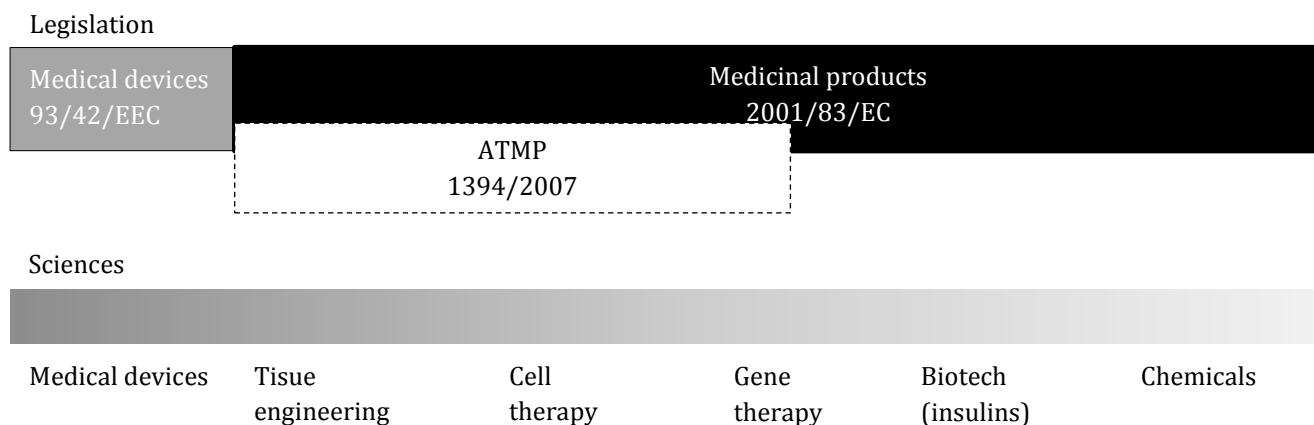 Legislation
Medical devices
93/42/EEC
Medicinal products
2001/83/EC
ATMP
1394/2007
Sciences
Medical devices
Tisue
engineering
Cell
therapy
Gene
therapy
Biotech
(insulins)
Chemicals